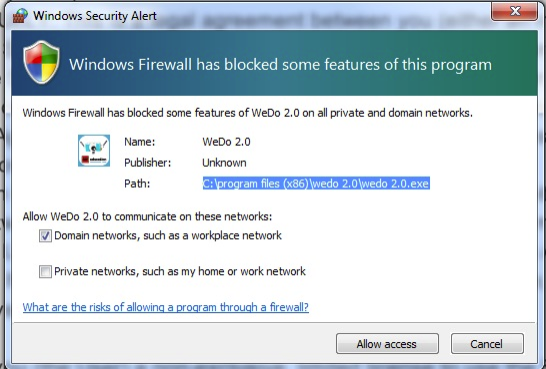 Windows Security Alert
Windows Firewall has blocked some features of this program
Windows Firewall has blocked some features of WeDo 2.0 on all private and domain networks.
Name: WeDo 2.0
Publisher: Unknown
Path: C:\program files (x86)\wedo 2.0\wedo 2.0.exe
Allow WeDo 2.0 to communicate on these networks:
Domain networks, such as a workplace network
Private networks, such as my home or work network
What are the risks of allowing a program through a firewall?
Allow access Cancel